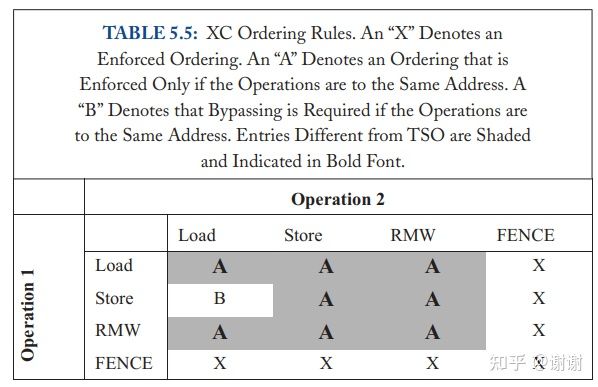 TABLE 5.5: XC Ordering Rules. An “X” Denotes an
Enforced Ordering. An “A” Denotes an Ordering that is
Enforced Only if the Operations are to the Same Address. A
“B” Denotes that Bypassing is Required if the Operations are
to the Same Address. Entries Different from TSO are Shaded
and Indicated in Bold Font.
Operation 2
Load Store RMW FENCE
Operation 1
Load A A A X
Store B A A X
RMW A A A X
FENCE X X X X
知乎 @谢谢